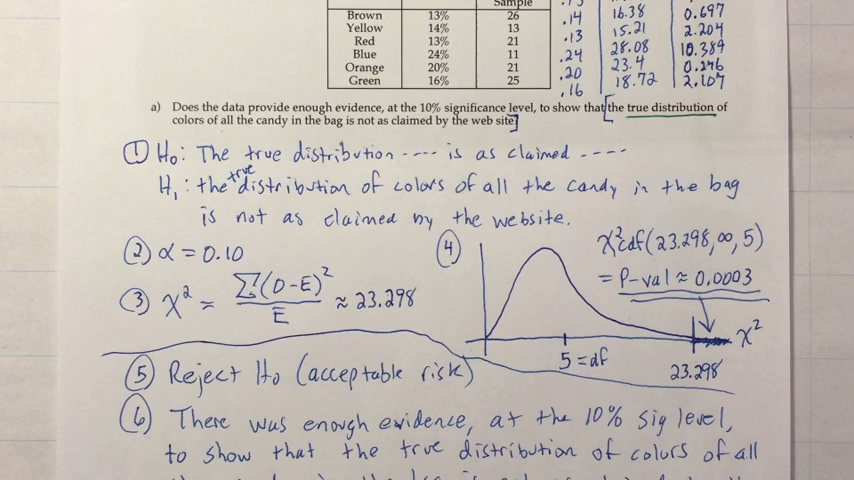 Sample
Brown 13% 26 .13
Yellow 14% 13 .14 16.38 0.697
Red 13% 21 .13 15.21 2.204
Blue 24% 11 .24 28.08 10.389
Orange 20% 21 .20 23.4 0.246
Green 16% 25 .16 18.72 2.107
a) Does the data provide enough evidence, at the 10% significance level, to show that [the true distribution of
colors of all the candy in the bag is not as claimed by the web site]
① H₀: The true distribution ---- is as claimed ----
H₁: the true distribution of colors of all the candy in the bag
is not as claimed by the website.
② α = 0.10
③ χ² = Σ(O-E)²/E ≈ 23.298
④ χ²cdf(23.298,∞,5)
= P-val ≈ 0.0003
χ²
5 = df
23.298
⑤ Reject H₀ (acceptable risk)
⑥ There was enough evidence, at the 10% sig level,
to show that the true distribution of colors of all